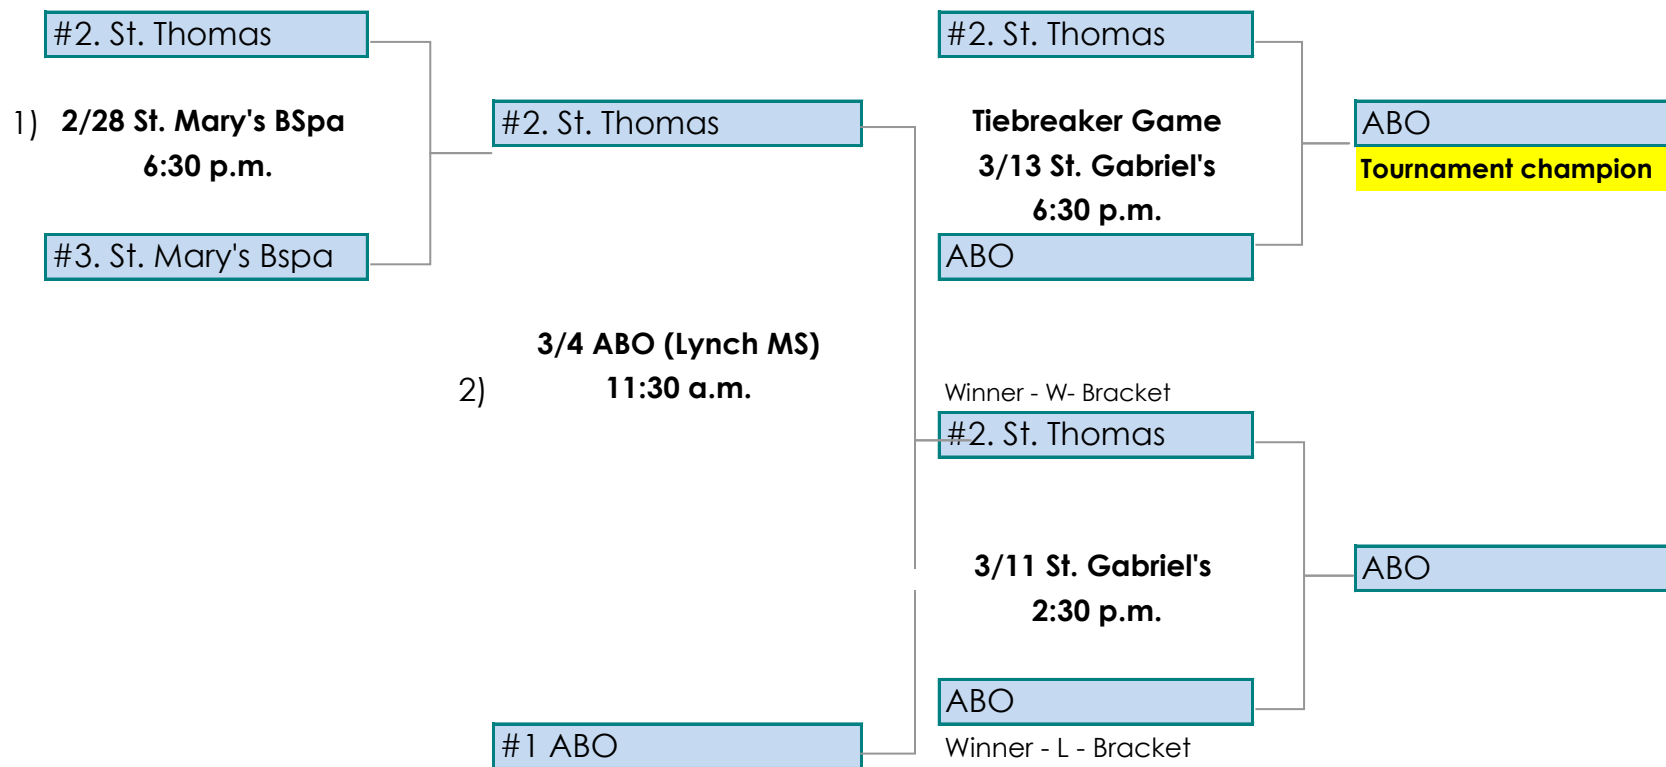 #2. St. Thomas
#2. St. Thomas
1) 2/28 St. Mary's BSpa
6:30 p.m.
#2. St. Thomas
Tiebreaker Game
3/13 St. Gabriel's
6:30 p.m.
ABO
Tournament champion
#3. St. Mary's Bspa
ABO
3/4 ABO (Lynch MS)
2) 11:30 a.m.
Winner - W- Bracket
#2. St. Thomas
3/11 St. Gabriel's
2:30 p.m.
ABO
ABO
#1 ABO
Winner - L - Bracket